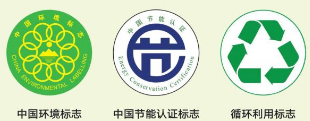 中国环境标志
CHINA ENVIRONMENTAL LABELLING
中国节能认证
Energy Conservation Certification
中国环境标志
中国节能认证标志
循环利用标志